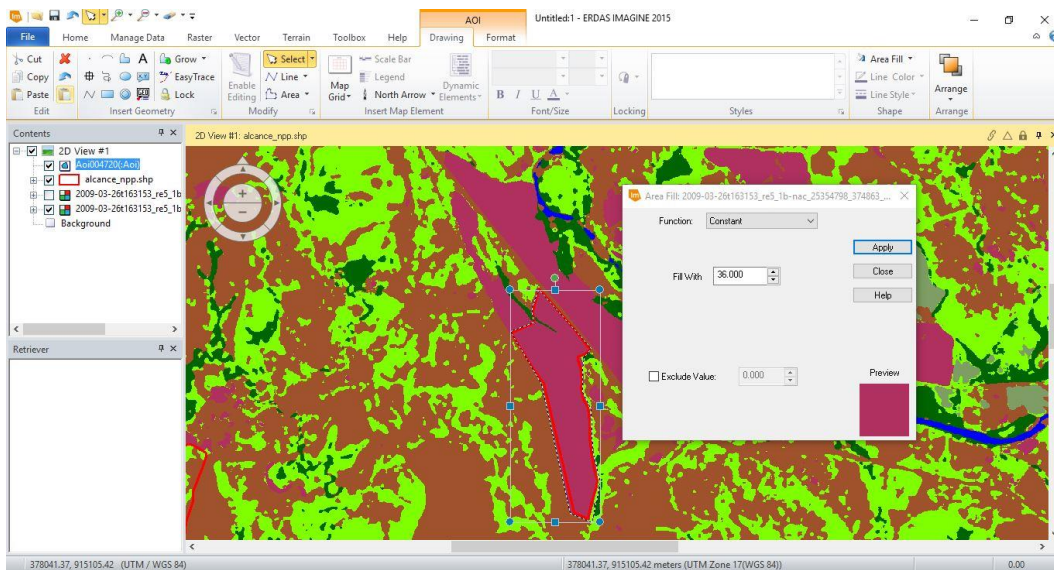 AOI
Untitled:1 - ERDAS IMAGINE 2015
File Home Manage Data Raster Vector Terrain Toolbox Help Drawing Format
Cut
Copy
Paste
Edit
A
Grow
EasyTrace
Lock
Insert Geometry
Enable Editing
Select
Line
Area
Modify
Map Grid
Scale Bar
Legend
North Arrow
Dynamic Elements
Insert Map Element
B I U A
Font/Size
Locking
Styles
Area Fill
Line Color
Line Style
Shape
Arrange
Arrange
Contents
2D View #1
Aoi004720(:Aoi)
alcance_npp.shp
2009-03-26t163153_re5_1b
2009-03-26t163153_re5_1b
Background
Retriever
2D View #1: alcance_npp.shp
Area Fill: 2009-03-26t163153_re5_1b-nac_25354798_374863_...
Function: Constant
Apply
Fill With 36.000
Close
Help
Exclude Value: 0.000
Preview
378041.37, 915105.42 (UTM / WGS 84)
378041.37, 915105.42 meters (UTM Zone 17(WGS 84))
0.00